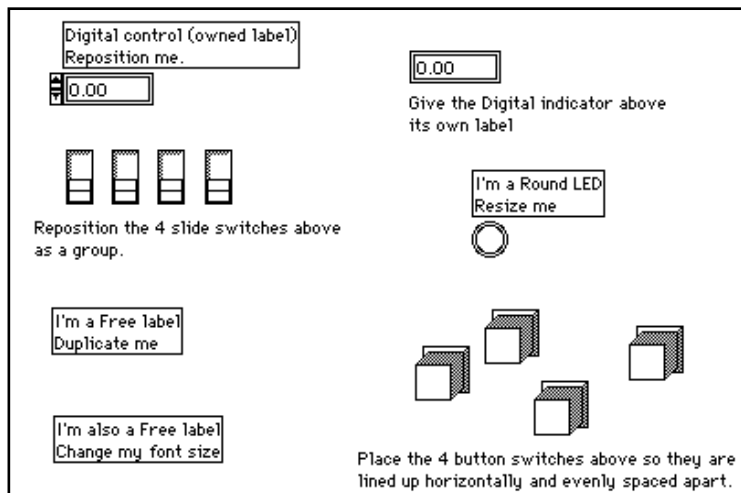 Digital control (owned label)
Reposition me.
0.00
0.00
Give the Digital indicator above
its own label
Reposition the 4 slide switches above
as a group.
I'm a Round LED
Resize me
I'm a Free label
Duplicate me
I'm also a Free label
Change my font size
Place the 4 button switches above so they are
lined up horizontally and evenly spaced apart.